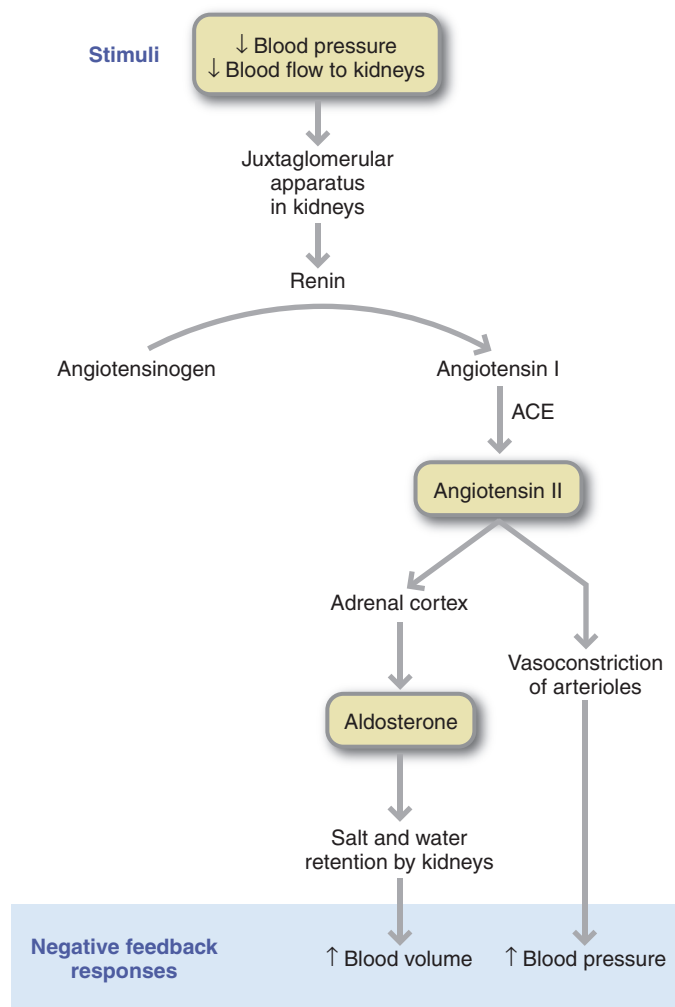 Stimuli
↓ Blood pressure
↓ Blood flow to kidneys
Juxtaglomerular
apparatus
in kidneys
Renin
Angiotensinogen
Angiotensin I
ACE
Angiotensin II
Adrenal cortex
Vasoconstriction
of arterioles
Aldosterone
Salt and water
retention by kidneys
Negative feedback
responses
↑ Blood volume
↑ Blood pressure